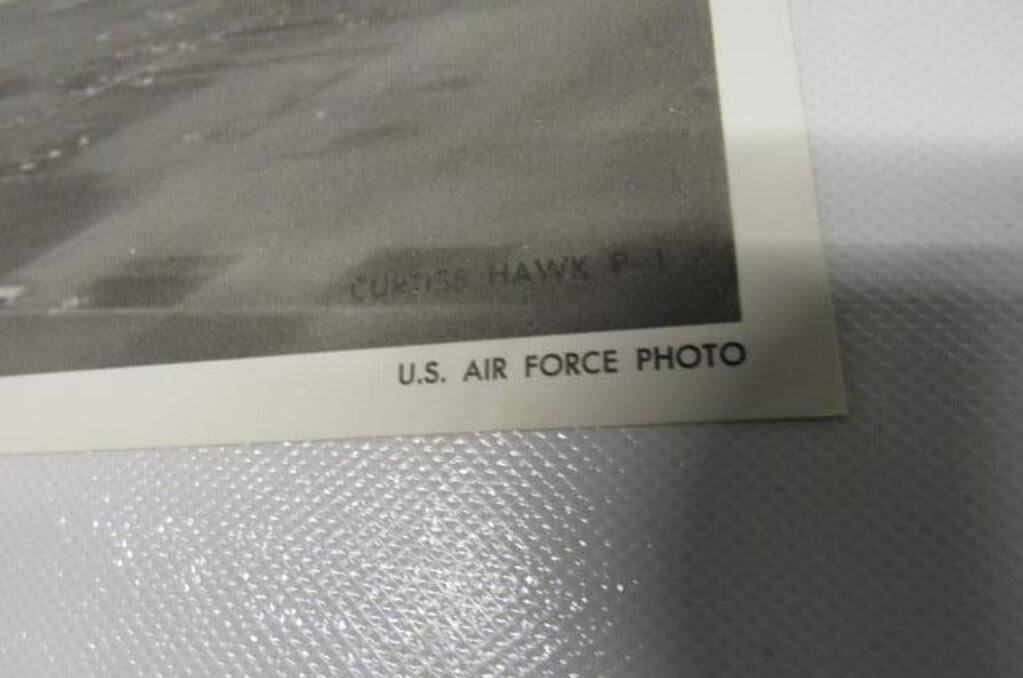 CURTISS HAWK P-1
U.S. AIR FORCE PHOTO